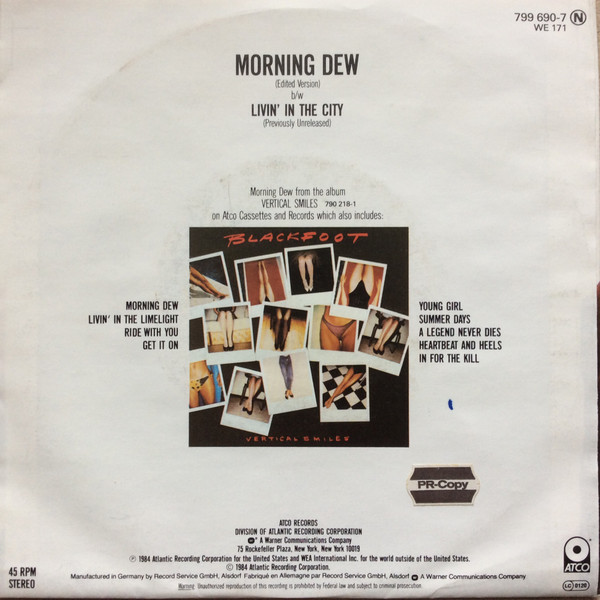 799 690-7 N
WE 171
MORNING DEW
(Edited Version)
b/w
LIVIN' IN THE CITY
(Previously Unreleased)
Morning Dew from the album
VERTICAL SMILES 790 218-1
on Atco Cassettes and Records which also includes:
BLACKFOOT
MORNING DEW
LIVIN' IN THE LIMELIGHT
RIDE WITH YOU
GET IT ON
YOUNG GIRL
SUMMER DAYS
A LEGEND NEVER DIES
HEARTBEAT AND HEELS
IN FOR THE KILL
VERTICAL SMILES
PR-Copy
ATCO RECORDS
DIVISION OF ATLANTIC RECORDING CORPORATION
A Warner Communications Company
75 Rockefeller Plaza, New York, New York 10019
℗ 1984 Atlantic Recording Corporation for the United States and WEA International Inc. for the world outside of the United States.
© 1984 Atlantic Recording Corporation.
45 RPM
STEREO
Manufactured in Germany by Record Service GmbH, Alsdorf Fabriqué en Allemagne par Record Service GmbH, Alsdorf A Warner Communications Company
Warning: Unauthorized reproduction of this recording is prohibited by Federal law and subject to criminal prosecution.
ATCO
LC 0120